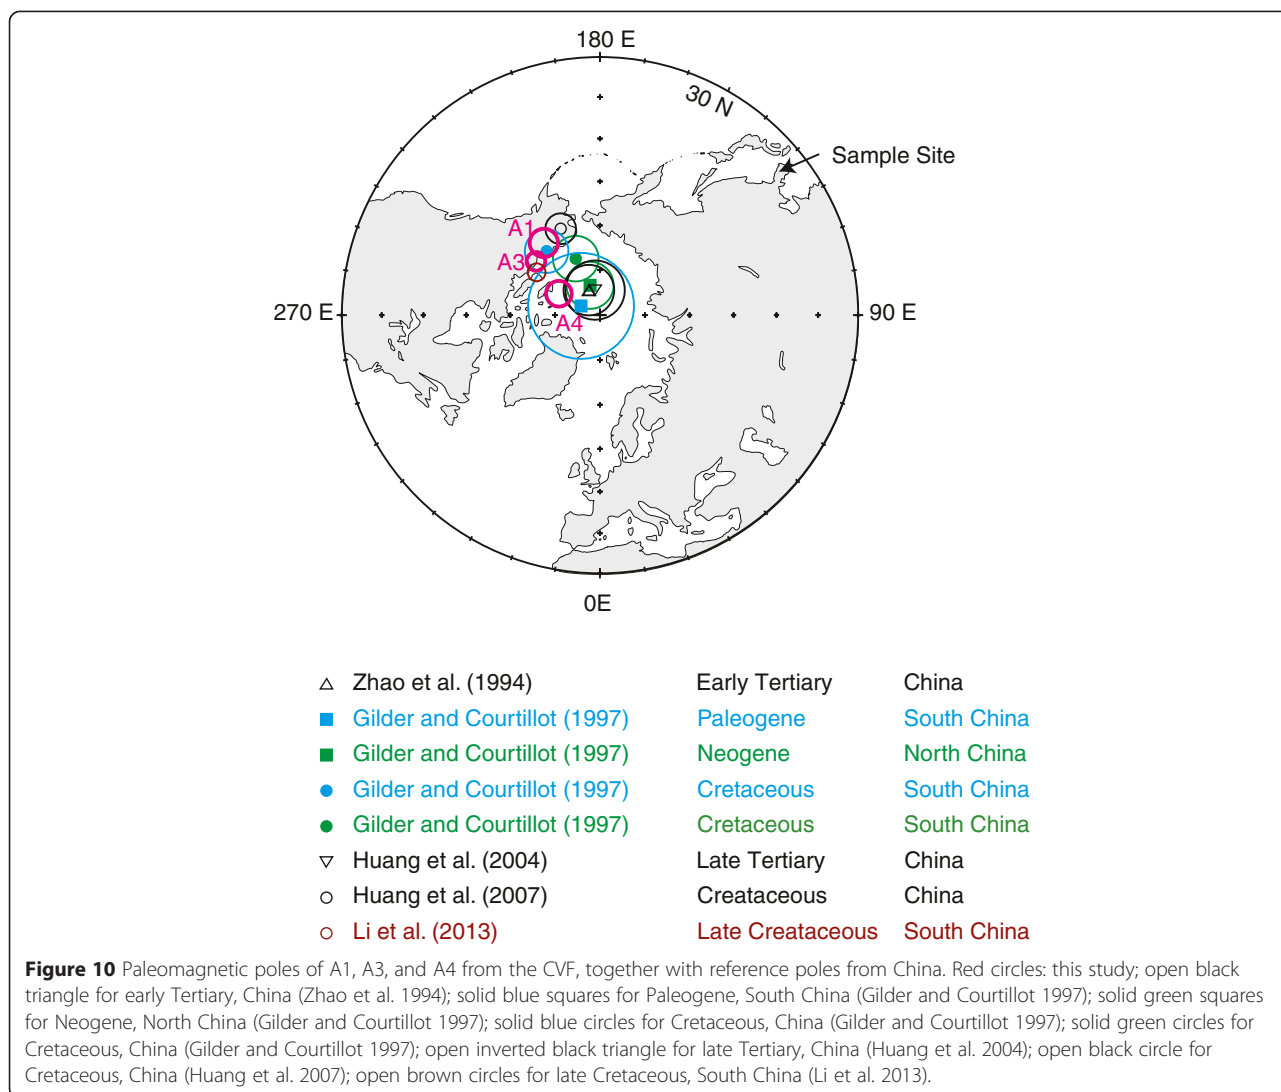 180 E
30 N
Sample Site
A1
A3
270 E
90 E
A4
0E
Zhao et al. (1994) Early Tertiary China
Gilder and Courtillot (1997) Paleogene South China
Gilder and Courtillot (1997) Neogene North China
Gilder and Courtillot (1997) Cretaceous South China
Gilder and Courtillot (1997) Cretaceous South China
Huang et al. (2004) Late Tertiary China
Huang et al. (2007) Creataceous China
Li et al. (2013) Late Creataceous South China
Figure 10 Paleomagnetic poles of A1, A3, and A4 from the CVF, together with reference poles from China. Red circles: this study; open black
triangle for early Tertiary, China (Zhao et al. 1994); solid blue squares for Paleogene, South China (Gilder and Courtillot 1997); solid green squares
for Neogene, North China (Gilder and Courtillot 1997); solid blue circles for Cretaceous, China (Gilder and Courtillot 1997); solid green circles for
Cretaceous, China (Gilder and Courtillot 1997); open inverted black triangle for late Tertiary, China (Huang et al. 2004); open black circle for
Cretaceous, China (Huang et al. 2007); open brown circles for late Cretaceous, South China (Li et al. 2013).